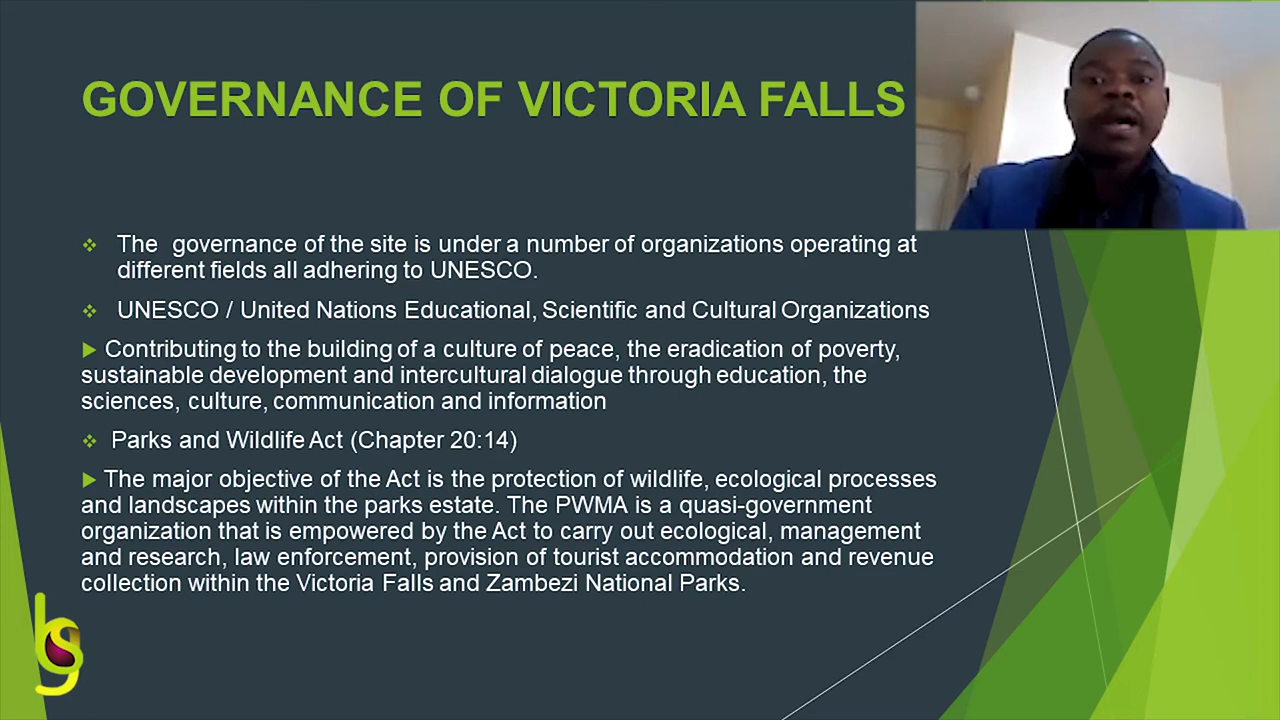 GOVERNANCE OF VICTORIA FALLS
The governance of the site is under a number of organizations operating at
different fields all adhering to UNESCO.
UNESCO / United Nations Educational, Scientific and Cultural Organizations
Contributing to the building of a culture of peace, the eradication of poverty,
sustainable development and intercultural dialogue through education, the
sciences, culture, communication and information
Parks and Wildlife Act (Chapter 20:14)
The major objective of the Act is the protection of wildlife, ecological processes
and landscapes within the parks estate. The PWMA is a quasi-government
organization that is empowered by the Act to carry out ecological, management
and research, law enforcement, provision of tourist accommodation and revenue
collection within the Victoria Falls and Zambezi National Parks.